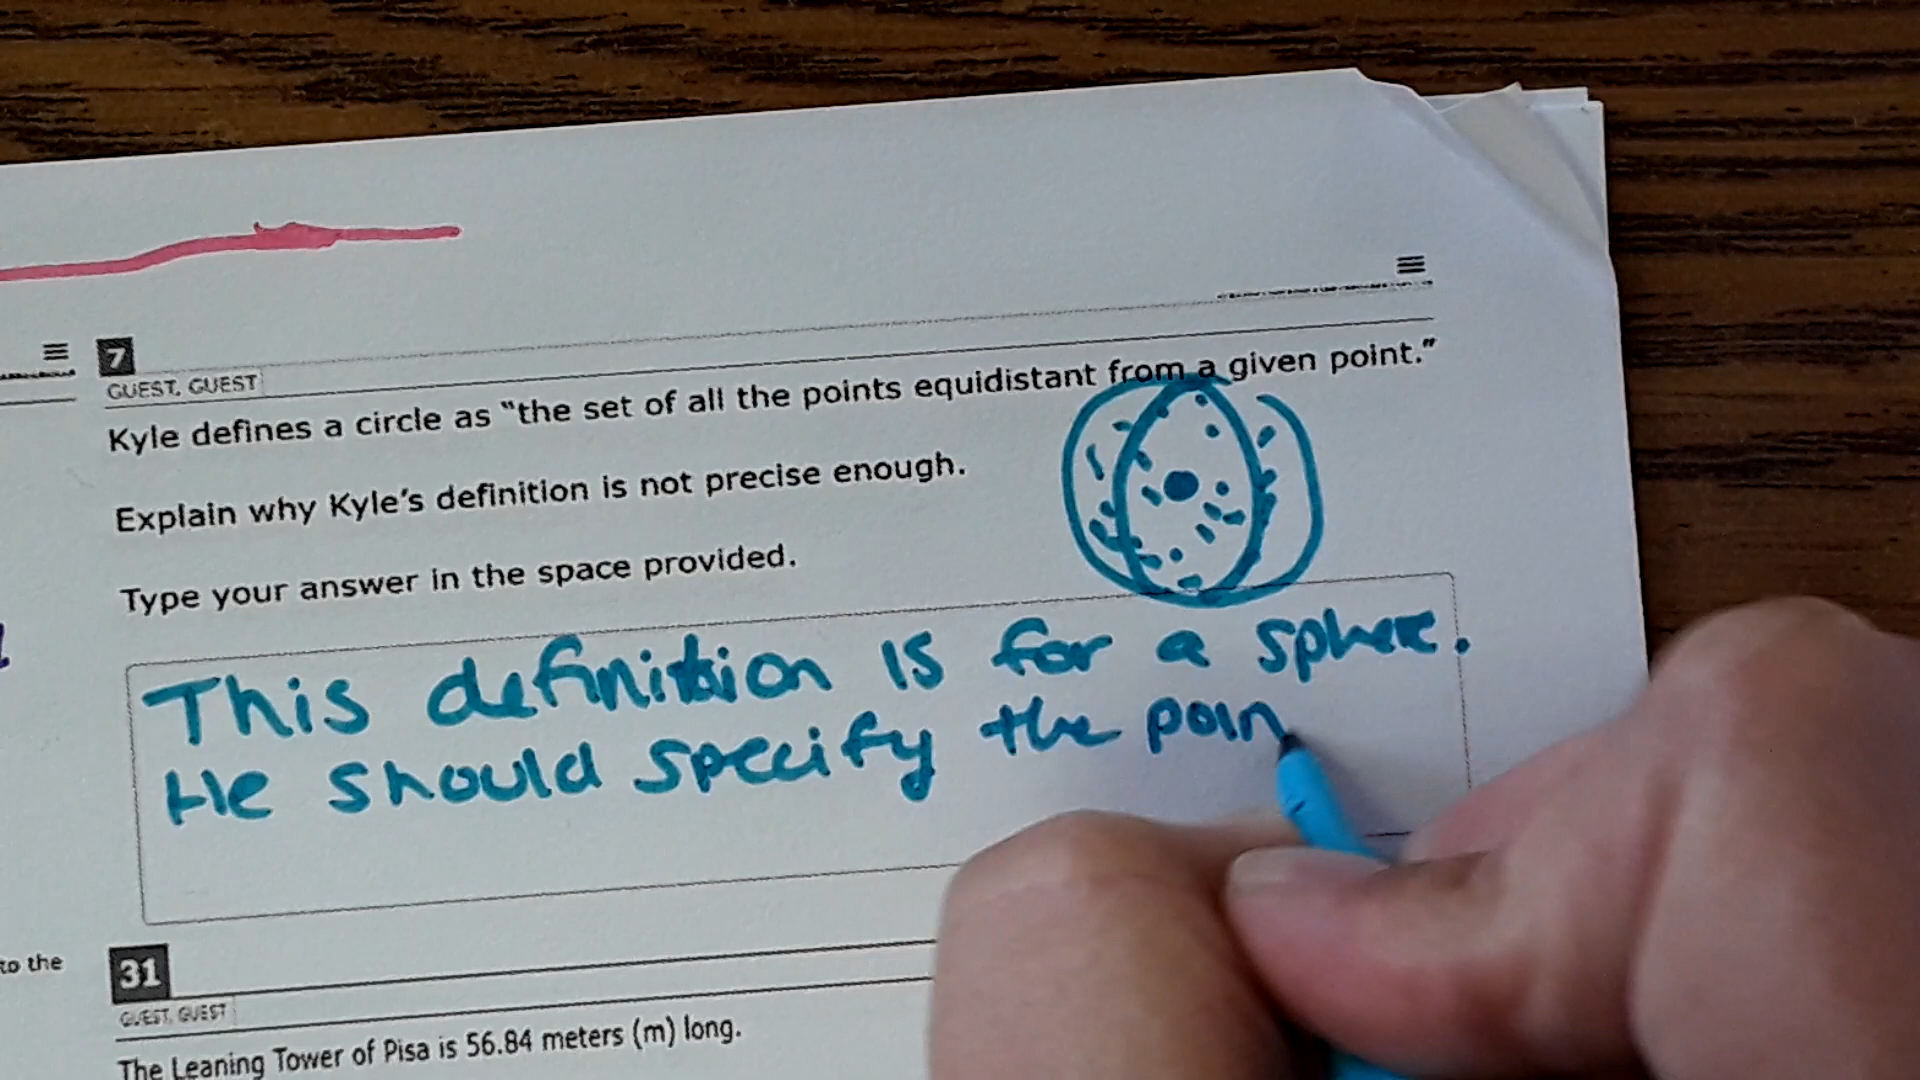 7
GUEST, GUEST
Kyle defines a circle as “the set of all the points equidistant from a given point.”
Explain why Kyle’s definition is not precise enough.
Type your answer in the space provided.
This definition is for a sphere.
He should specify the poin
to the
31
GUEST, GUEST
The Leaning Tower of Pisa is 56.84 meters (m) long.